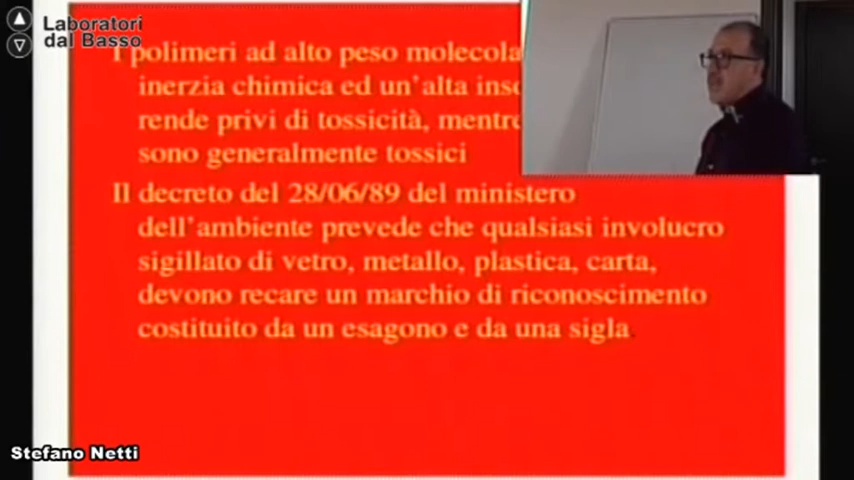 Laboratori
dal Basso
I polimeri ad alto peso
inerzia chimica ed un'alta
rende privi di tossicità, mentre
sono generalmente tossici
Il decreto del 28/06/89 del ministero
dell'ambiente prevede che qualsiasi involucro
sigillato di vetro, metallo, plastica, carta,
devono recare un marchio di riconoscimento
costituito da un esagono e da una sigla.
Stefano Netti